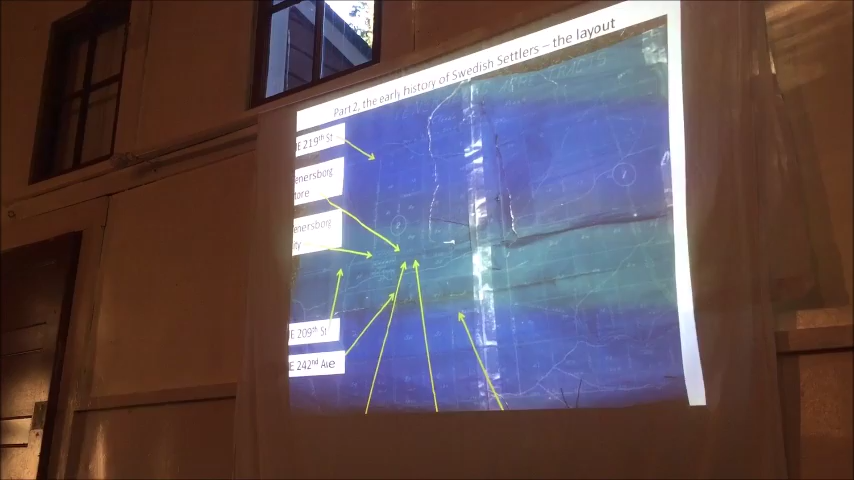 Part 2, the early history of Swedish Settlers – the layout
E 219th St
enersborg
tore
enersborg
ty
E 209th St
E 242nd Ave